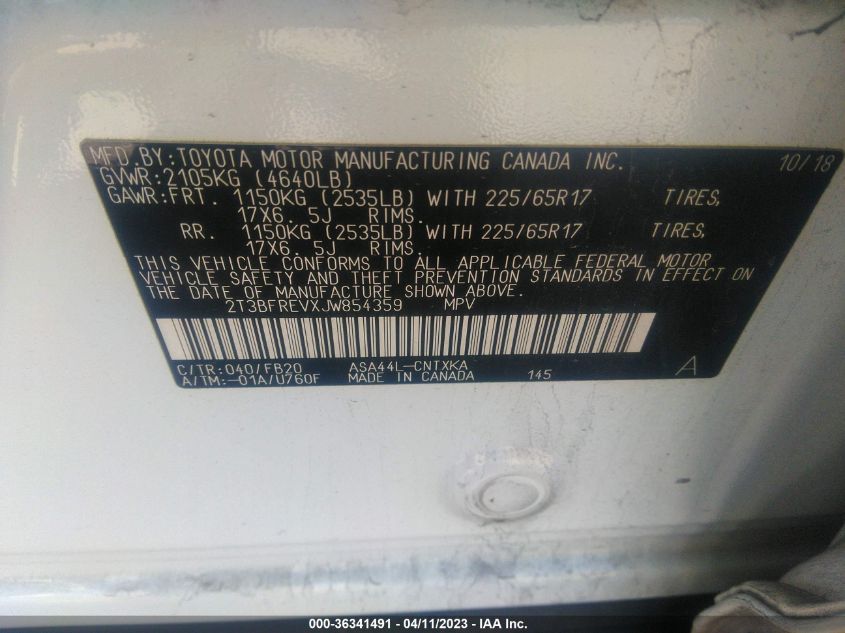 MFD.BY:TOYOTA MOTOR MANUFACTURING CANADA INC. 10/18
GVWR:2105KG (4640LB)
GAWR:FRT. 1150KG (2535LB) WITH 225/65R17 TIRES,
17X6. 5J RIMS.
RR. 1150KG (2535LB) WITH 225/65R17 TIRES,
17X6. 5J RIMS.
THIS VEHICLE CONFORMS TO ALL APPLICABLE FEDERAL MOTOR
VEHICLE SAFETY AND THEFT PREVENTION STANDARDS IN EFFECT ON
THE DATE OF MANUFACTURE SHOWN ABOVE.
2T3BFREVXJW854359 MPV
C/TR:040/FB20 ASA44L-CNTXKA
A/TM:-01A/U760F MADE IN CANADA 145 A
000-36341491 - 04/11/2023 - IAA Inc.